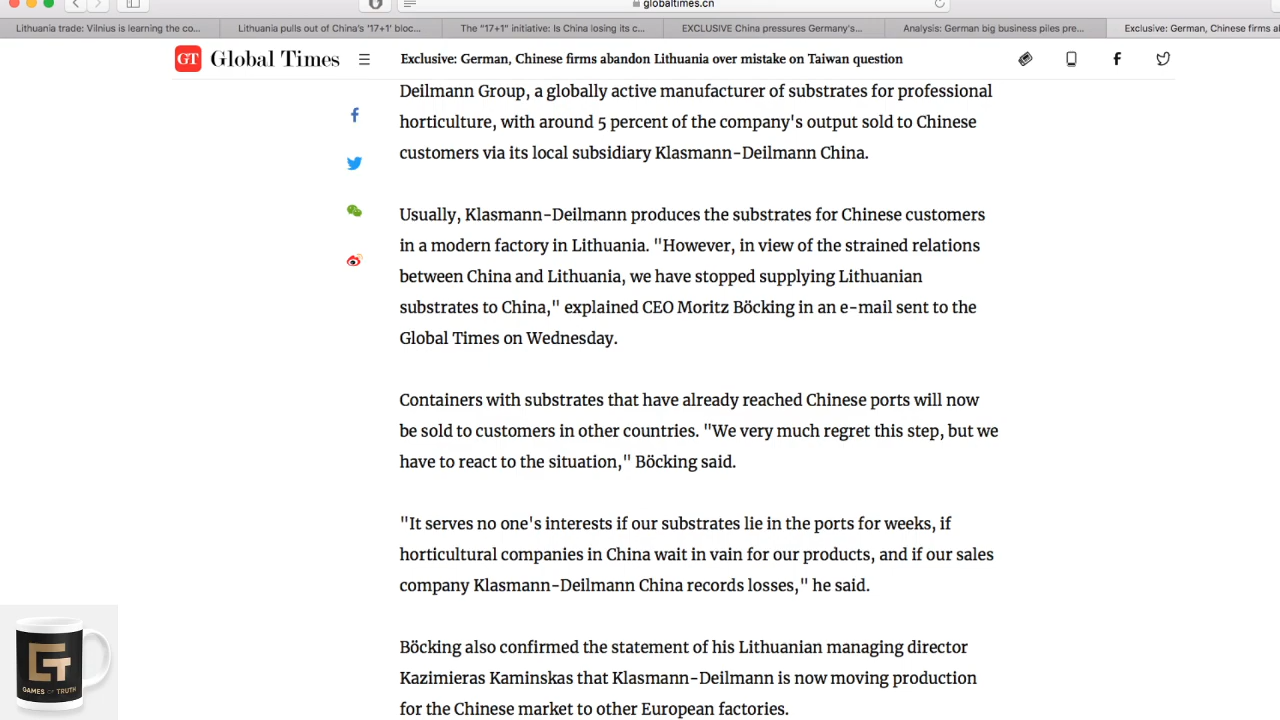 globaltimes.cn
Lithuania trade: Vilnius is learning the co...
Lithuania pulls out of China's '17+1' bloc...
The "17+1" initiative: Is China losing its c...
EXCLUSIVE China pressures Germany's...
Analysis: German big business piles pre...
Exclusive: German, Chinese firms ab
GT Global Times
Exclusive: German, Chinese firms abandon Lithuania over mistake on Taiwan question
Deilmann Group, a globally active manufacturer of substrates for professional
horticulture, with around 5 percent of the company's output sold to Chinese
customers via its local subsidiary Klasmann-Deilmann China.
Usually, Klasmann-Deilmann produces the substrates for Chinese customers
in a modern factory in Lithuania. "However, in view of the strained relations
between China and Lithuania, we have stopped supplying Lithuanian
substrates to China," explained CEO Moritz Böcking in an e-mail sent to the
Global Times on Wednesday.
Containers with substrates that have already reached Chinese ports will now
be sold to customers in other countries. "We very much regret this step, but we
have to react to the situation," Böcking said.
"It serves no one's interests if our substrates lie in the ports for weeks, if
horticultural companies in China wait in vain for our products, and if our sales
company Klasmann-Deilmann China records losses," he said.
Böcking also confirmed the statement of his Lithuanian managing director
Kazimieras Kaminskas that Klasmann-Deilmann is now moving production
for the Chinese market to other European factories.
GT
GAMES OF TRUTH